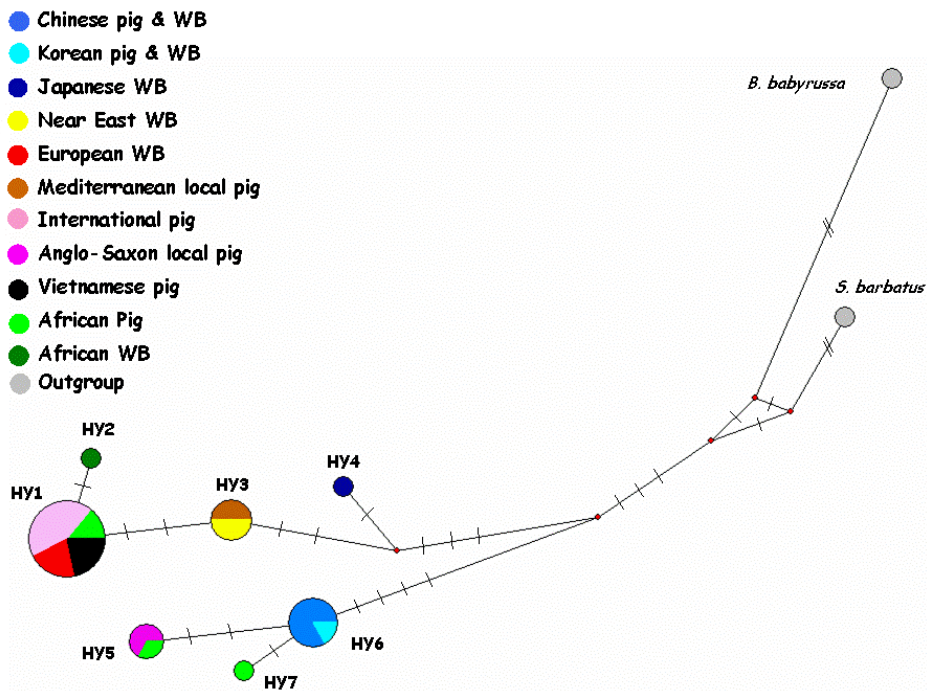 Chinese pig & WB
Korean pig & WB
Japanese WB
Near East WB
European WB
Mediterranean local pig
International pig
Anglo-Saxon local pig
Vietnamese pig
African Pig
African WB
Outgroup
B. babyrussa
S. barbatus
HY2
HY1
HY3
HY4
HY5
HY6
HY7